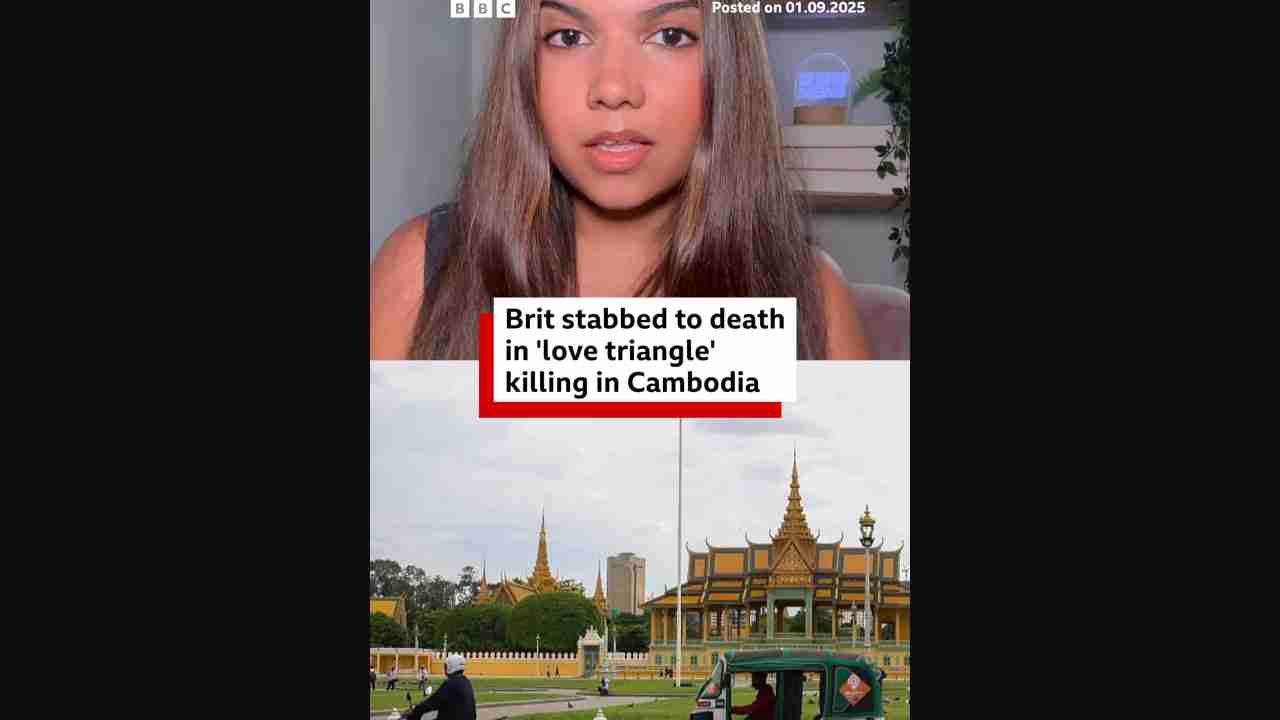 BBC
Posted on 01.09.2025
Brit stabbed to death
in 'love triangle'
killing in Cambodia